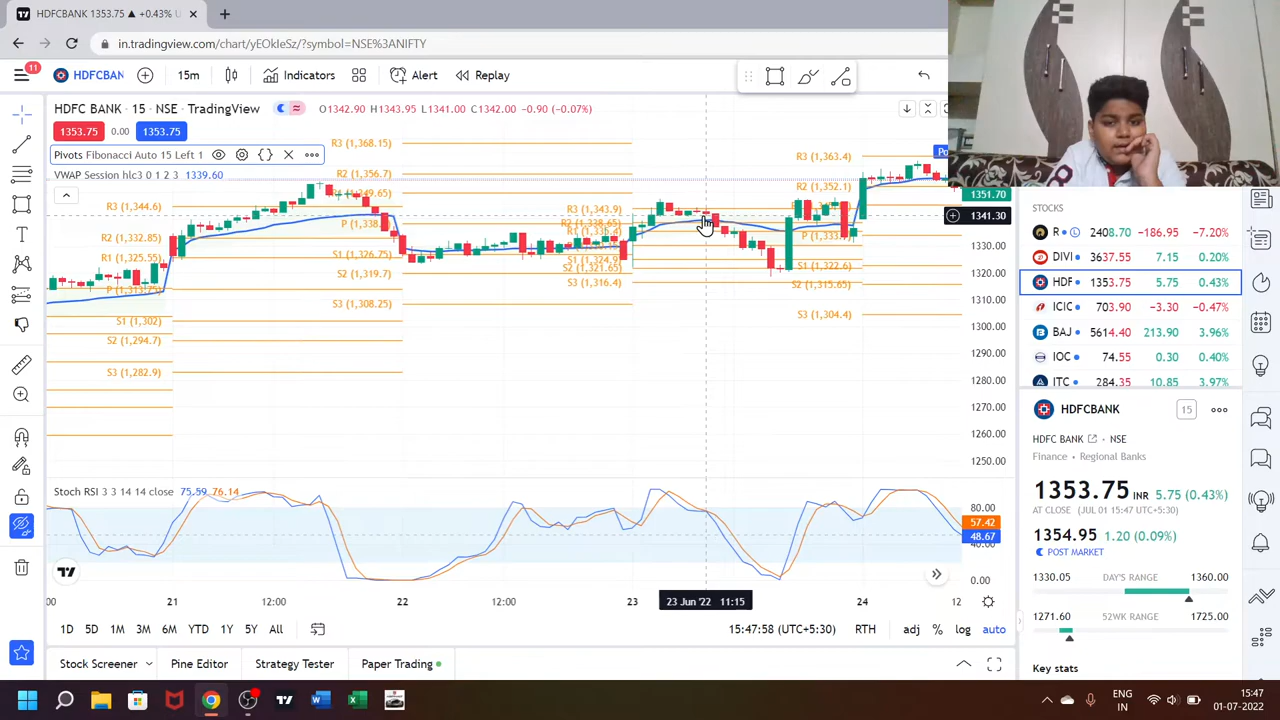 HDFCBANK 1353.75 ▲ +0.43% U
in.tradingview.com/chart/yEOkIeSz/?symbol=NSE%3ANIFTY
11
HDFCBAN
15m
Indicators
Alert
Replay
HDFC BANK · 15 · NSE · TradingView
O1342.90 H1343.95 L1341.00 C1342.00 -0.90 (-0.07%)
1353.75
0.00
1353.75
Pivots Fibonacci Auto 15 Left 1
VWAP Session hlc3 0 1 2 3 1339.60
R3 (1,344.6)
R2 (1,332.85)
R1 (1,325.55)
P (1,313.75)
S1 (1,302)
S2 (1,294.7)
S3 (1,282.9)
R3 (1,368.15)
R2 (1,356.7)
S1 (1,326.75)
S2 (1,319.7)
S3 (1,308.25)
R3 (1,343.9)
R2 (1,338.65)
S2 (1,321.65)
S3 (1,316.4)
R3 (1,363.4)
R2 (1,352.1)
S1 (1,322.6)
S2 (1,315.65)
S3 (1,304.4)
1351.70
1341.30
1330.00
1320.00
1310.00
1300.00
1290.00
1280.00
1270.00
1260.00
1250.00
Stoch RSI 3 3 14 14 close 75.59 76.14
80.00
57.42
48.67
40.00
0.00
:00
21
12:00
22
12:00
23
23 Jun '22 11:15
24
12
1D
5D
1M
3M
6M
YTD
1Y
5Y
All
15:47:58 (UTC+5:30)
RTH
adj
%
log
auto
Stock Screener
Pine Editor
Strategy Tester
Paper Trading
STOCKS
R 2408.70 -186.95 -7.20%
DIVI 3637.55 7.15 0.20%
HDF 1353.75 5.75 0.43%
ICIC 703.90 -3.30 -0.47%
BAJ 5614.40 213.90 3.96%
IOC 74.55 0.30 0.40%
ITC 284.35 10.85 3.97%
HDFCBANK
15
HDFC BANK · NSE
Finance • Regional Banks
1353.75 INR 5.75 (0.43%)
AT CLOSE (JUL 01 15:47 UTC+5:30)
1354.95 1.20 (0.09%)
POST MARKET
1330.05 DAY'S RANGE 1360.00
1271.60 52WK RANGE 1725.00
Key stats
ENG
IN
15:47
01-07-2022